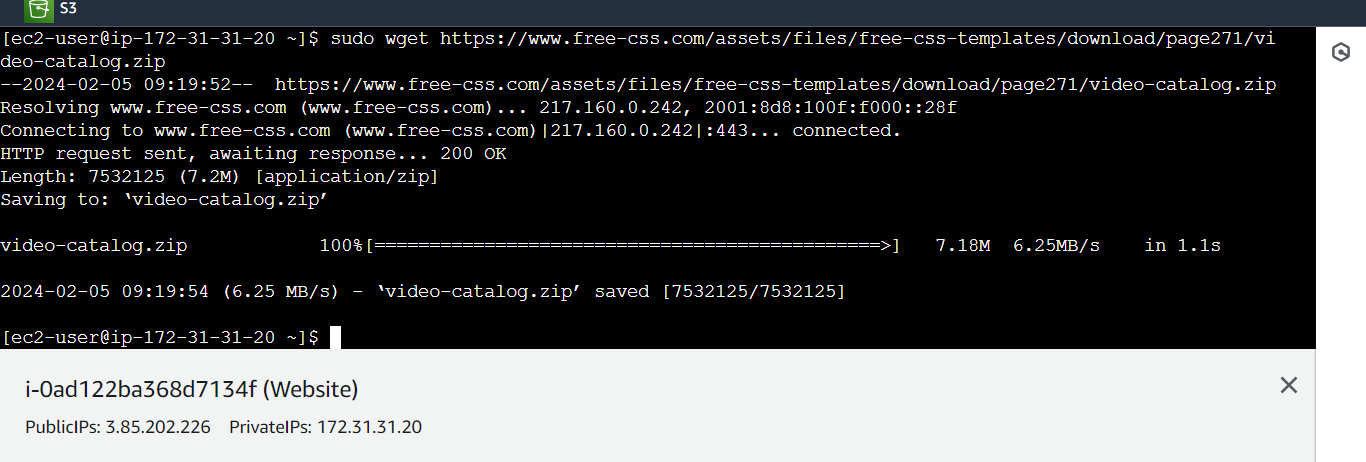 S3
[ec2-user@ip-172-31-31-20 ~]$ sudo wget https://www.free-css.com/assets/files/free-css-templates/download/page271/vi
deo-catalog.zip
--2024-02-05 09:19:52--  https://www.free-css.com/assets/files/free-css-templates/download/page271/video-catalog.zip
Resolving www.free-css.com (www.free-css.com)... 217.160.0.242, 2001:8d8:100f:f000::28f
Connecting to www.free-css.com (www.free-css.com)|217.160.0.242|:443... connected.
HTTP request sent, awaiting response... 200 OK
Length: 7532125 (7.2M) [application/zip]
Saving to: ‘video-catalog.zip’
video-catalog.zip            100%[==============================================>]   7.18M  6.25MB/s    in 1.1s
2024-02-05 09:19:54 (6.25 MB/s) - ‘video-catalog.zip’ saved [7532125/7532125]
[ec2-user@ip-172-31-31-20 ~]$
i-0ad122ba368d7134f (Website)
PublicIPs: 3.85.202.226    PrivateIPs: 172.31.31.20